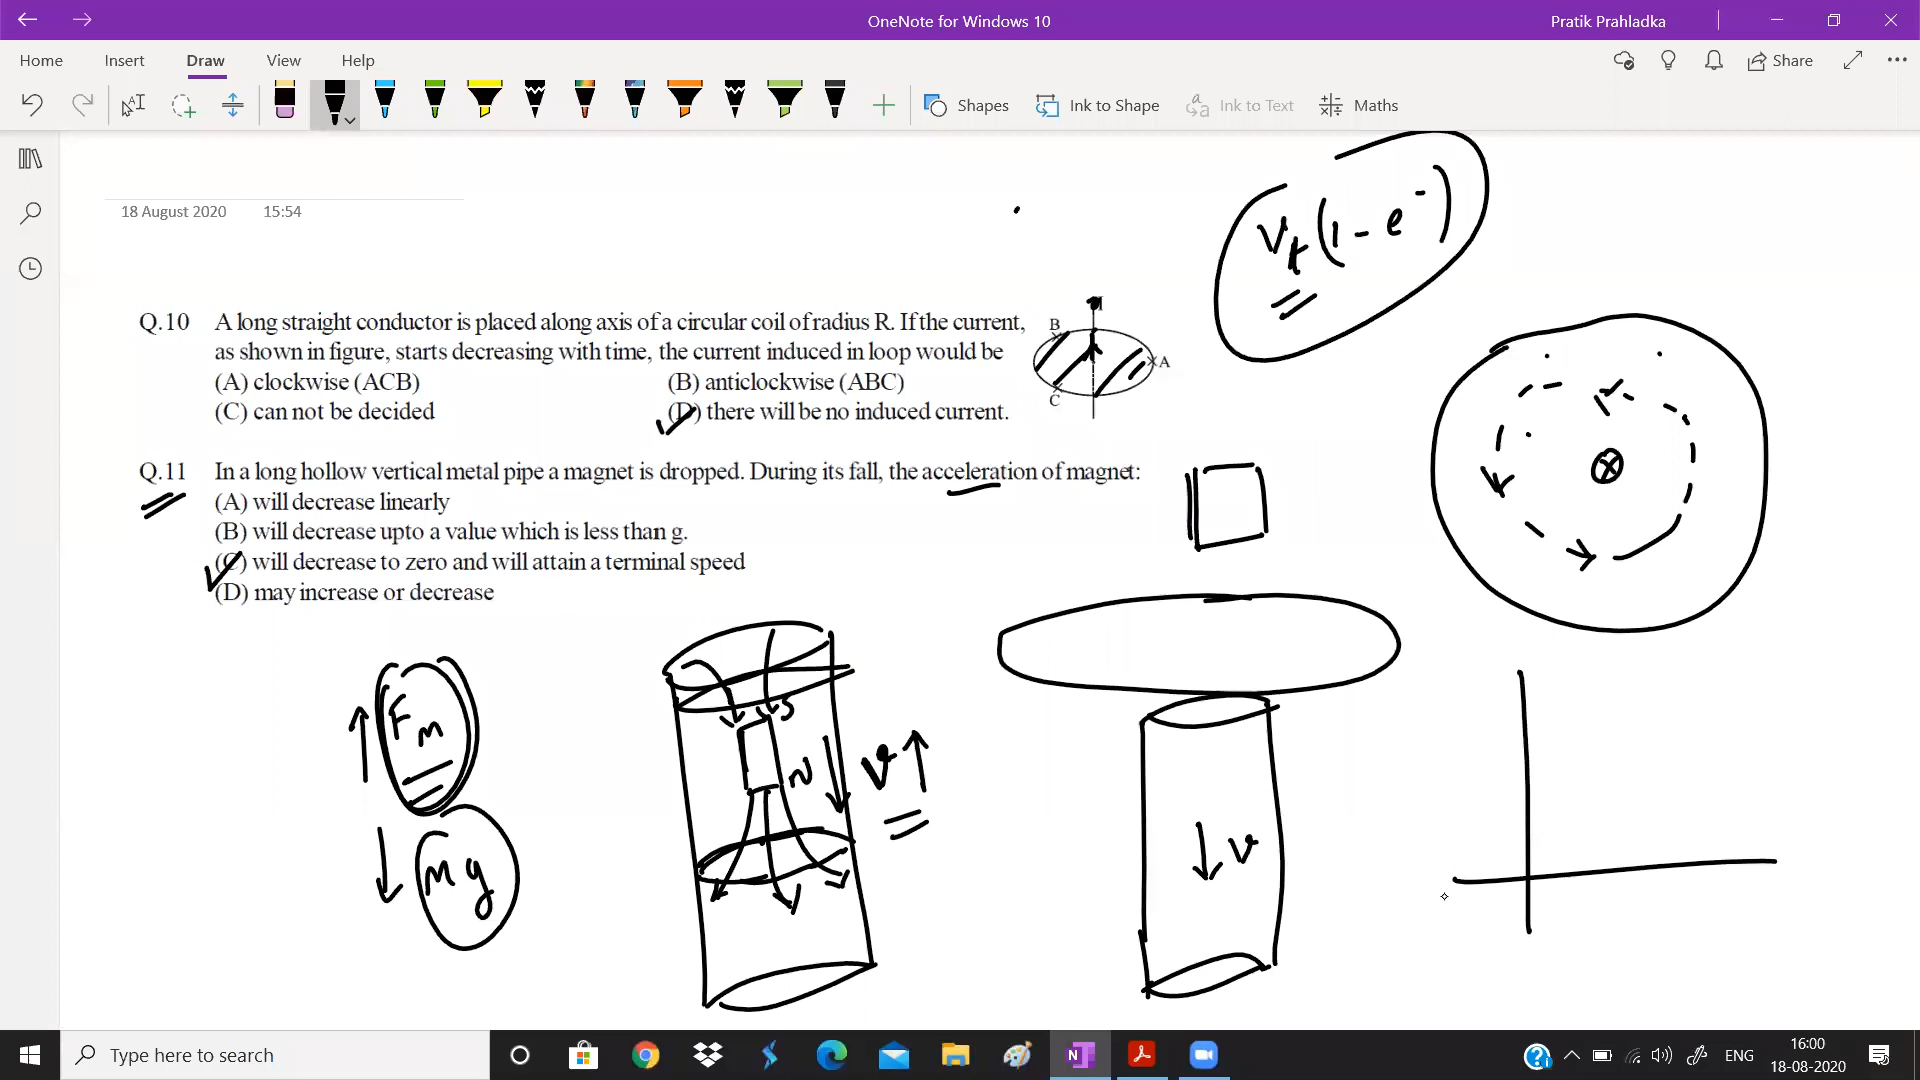 OneNote for Windows 10
Pratik Prahladka
Home Insert Draw View Help
Share
Shapes Ink to Shape Ink to Text Maths
18 August 2020 15:54
V_t (1 - e^-)
Q.10 A long straight conductor is placed along axis of a circular coil of radius R. If the current,
as shown in figure, starts decreasing with time, the current induced in loop would be
(A) clockwise (ACB) (B) anticlockwise (ABC)
(C) can not be decided (D) there will be no induced current.
I
B
A
C
Q.11 In a long hollow vertical metal pipe a magnet is dropped. During its fall, the acceleration of magnet:
(A) will decrease linearly
(B) will decrease upto a value which is less than g.
(C) will decrease to zero and will attain a terminal speed
(D) may increase or decrease
Fm
Mg
S
N
V
V
Type here to search
ENG
16:00
18-08-2020